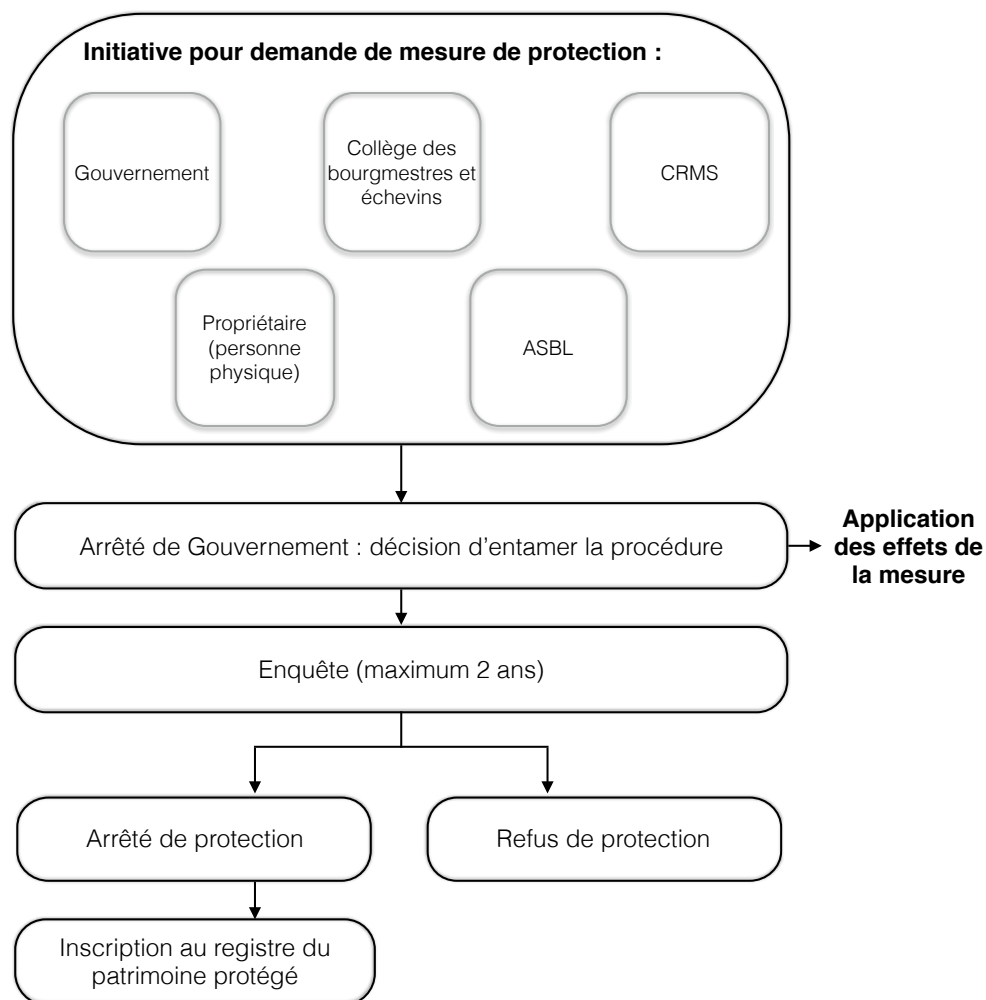 Initiative pour demande de mesure de protection :
Gouvernement
Collège des
bourgmestres et
échevins
CRMS
Propriétaire
(personne
physique)
ASBL
Arrêté de Gouvernement : décision d'entamer la procédure
Application
des effets de
la mesure
Enquête (maximum 2 ans)
Arrêté de protection
Refus de protection
Inscription au registre du
patrimoine protégé